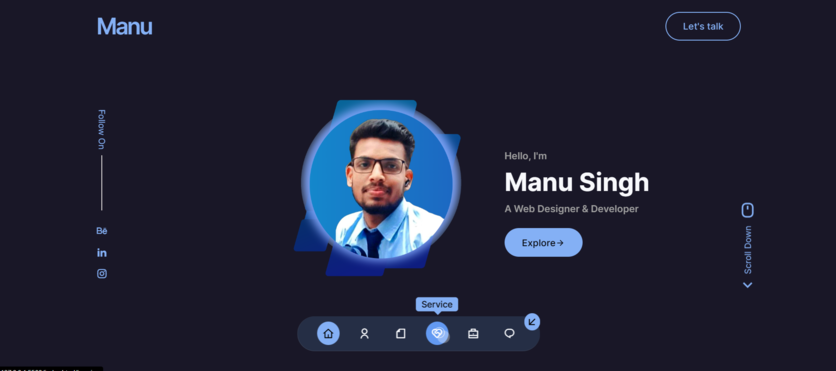 Manu
Let's talk
Follow On
Bē
in
Hello, I'm
Manu Singh
A Web Designer & Developer
Explore→
Scroll Down
Service